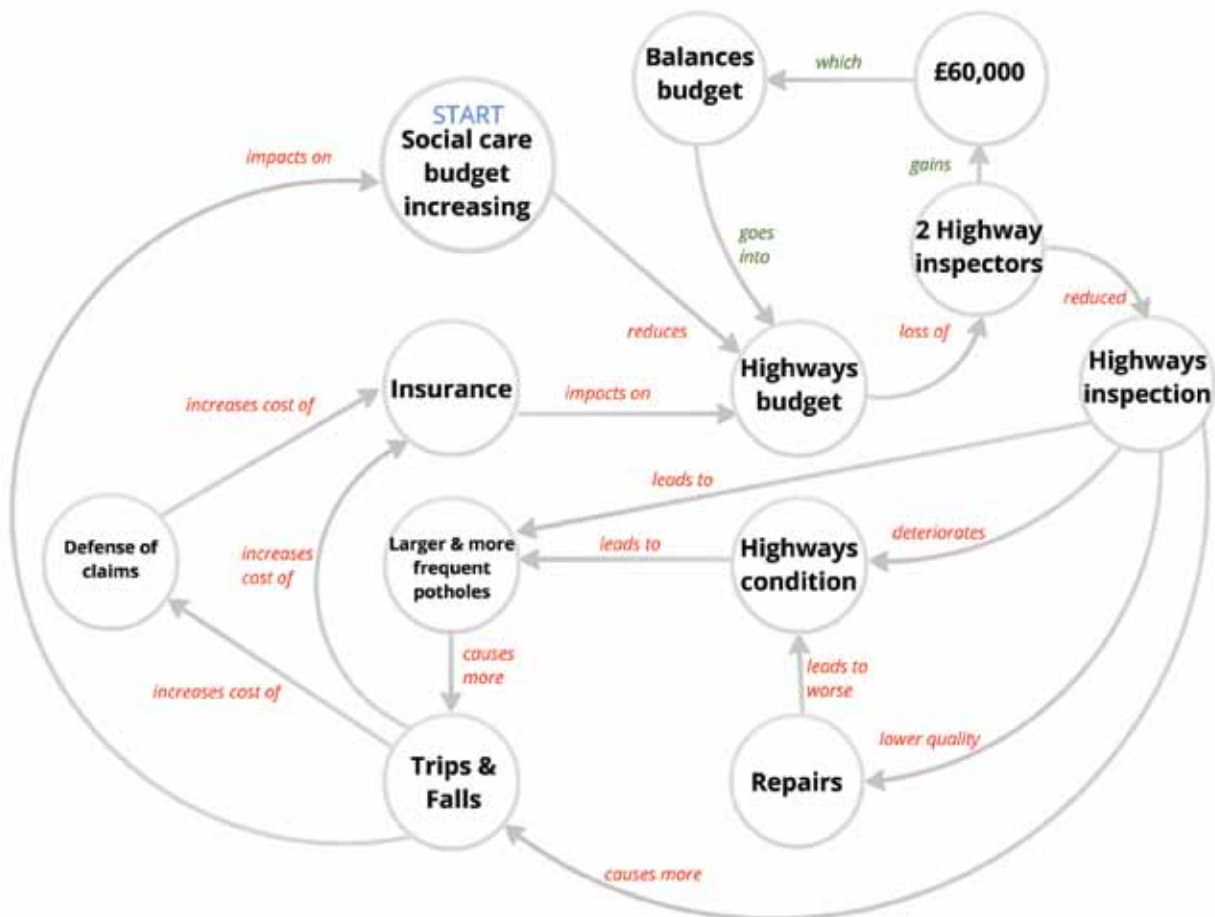 Balances
budget
which
£60,000
START
Social care
budget
increasing
impacts on
gains
goes
into
2 Highway
inspectors
reduced
reduces
loss of
Highways
budget
Highways
inspection
Insurance
impacts on
increases cost of
leads to
deteriorates
Defense of
claims
increases
cost of
Larger & more
frequent
potholes
leads to
Highways
condition
causes
more
leads to
worse
increases cost of
lower quality
Trips &
Falls
Repairs
causes more